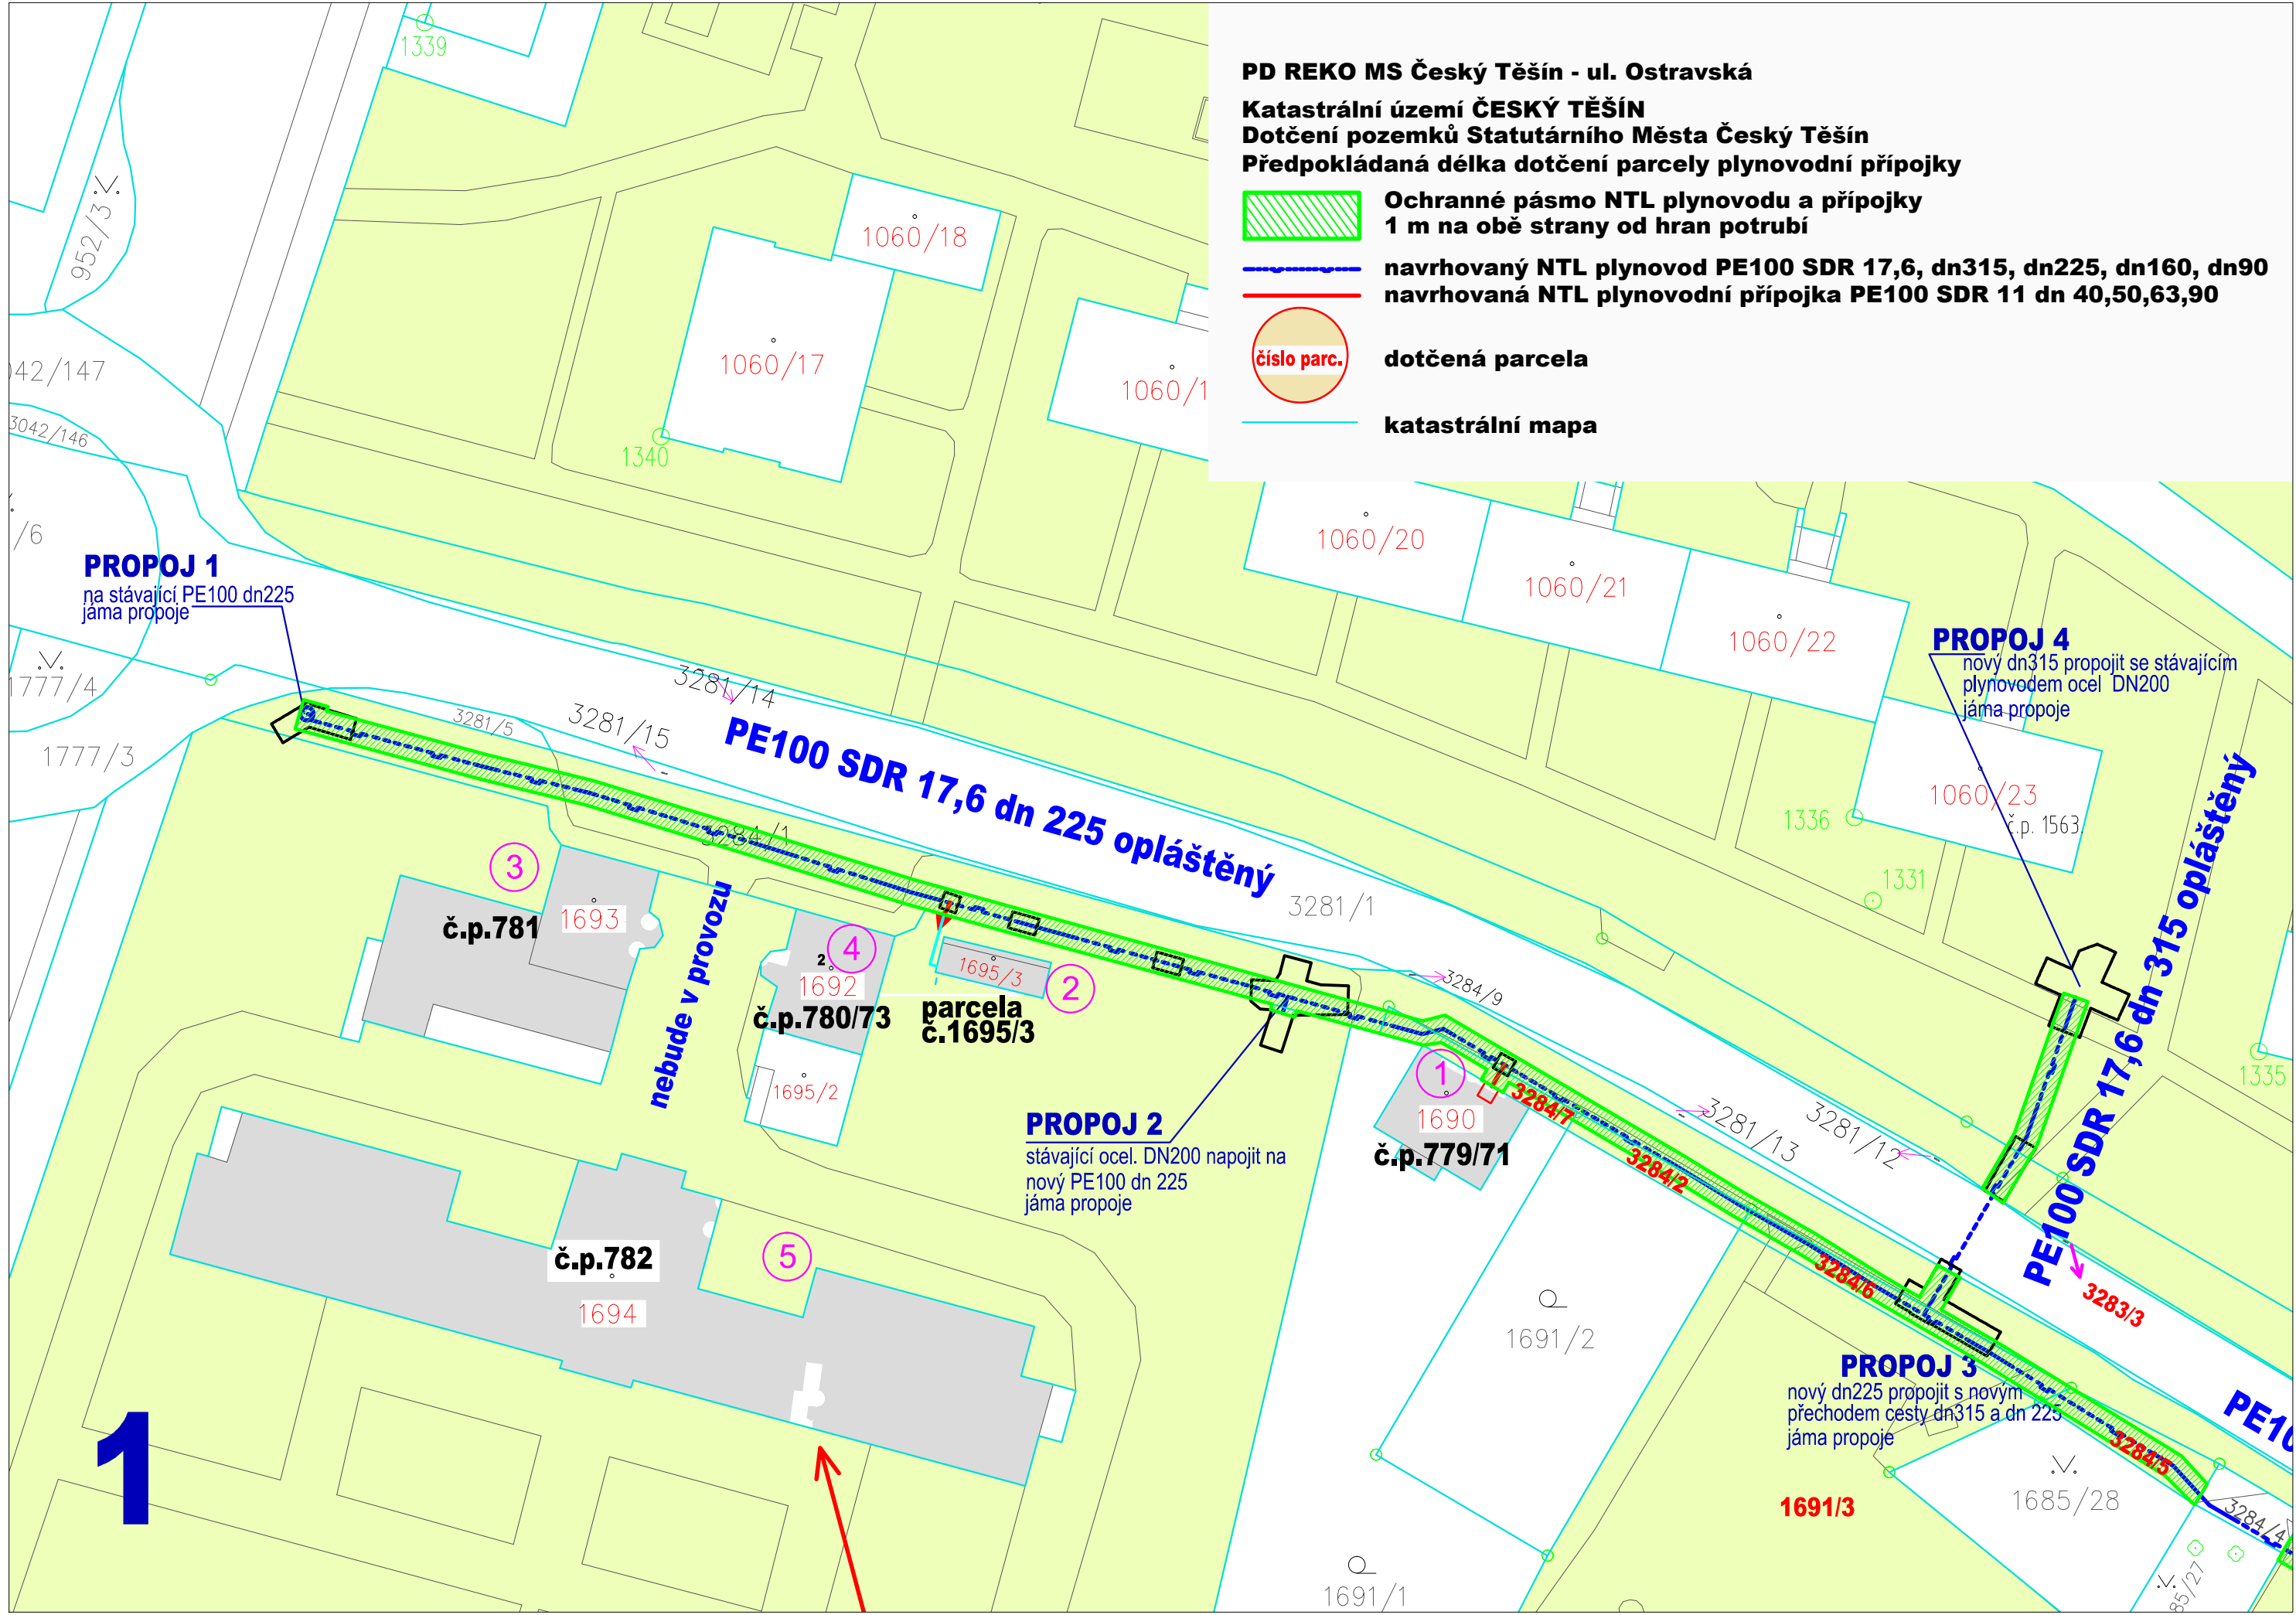 PD REKO MS Český Těšín - ul. Ostravská
Katastrální území ČESKÝ TĚŠÍN
Dotčení pozemků Statutárního Města Český Těšín
Předpokládaná délka dotčení parcely plynovodní přípojky
Ochranné pásmo NTL plynovodu a přípojky
1 m na obě strany od hran potrubí
navrhovaný NTL plynovod PE100 SDR 17,6, dn315, dn225, dn160, dn90
navrhovaná NTL plynovodní přípojka PE100 SDR 11 dn 40,50,63,90
číslo parc.
dotčená parcela
katastrální mapa
1339
952/3
1060/18
1060/17
1340
042/147
3042/146
/6
1060/20
1060/21
1060/22
1060/23
č.p. 1563
1336
1331
1335
PROPOJ 1
na stávající PE100 dn225
jáma propoje
1777/4
1777/3
3281/5
3281/14
3281/15
PE100 SDR 17,6 dn 225 opláštěný
3281/1
3284/1
PROPOJ 4
nový dn315 propojit se stávajícím
plynovodem ocel DN200
jáma propoje
PE100 SDR 17,6 dn 315 opláštěný
3
č.p.781
1693
nebude v provozu
4
2
1692
č.p.780/73
1695/2
1695/3
2
parcela
č.1695/3
PROPOJ 2
stávající ocel. DN200 napojit na
nový PE100 dn 225
jáma propoje
3284/9
1
1690
č.p.779/71
3284/7
3284/2
3281/13
3281/12
3284/6
3283/3
č.p.782
1694
5
1691/2
1691/1
PROPOJ 3
nový dn225 propojit s novým
přechodem cesty dn315 a dn 225
jáma propoje
1691/3
3284/5
1685/28
3284/4
85/27
1